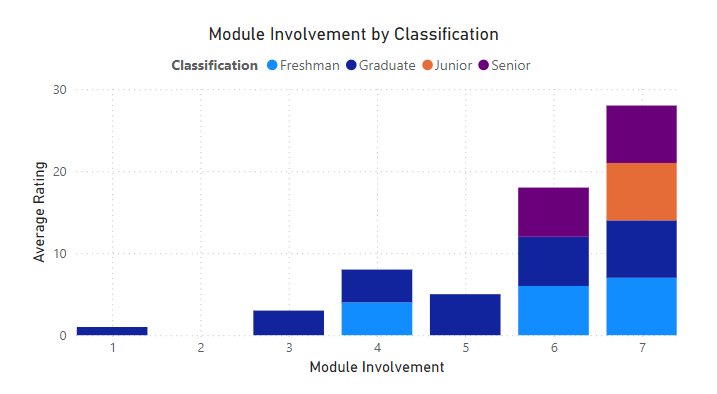 Module Involvement by Classification
Classification Freshman Graduate Junior Senior
30
20
10
0
Average Rating
1 2 3 4 5 6 7
Module Involvement